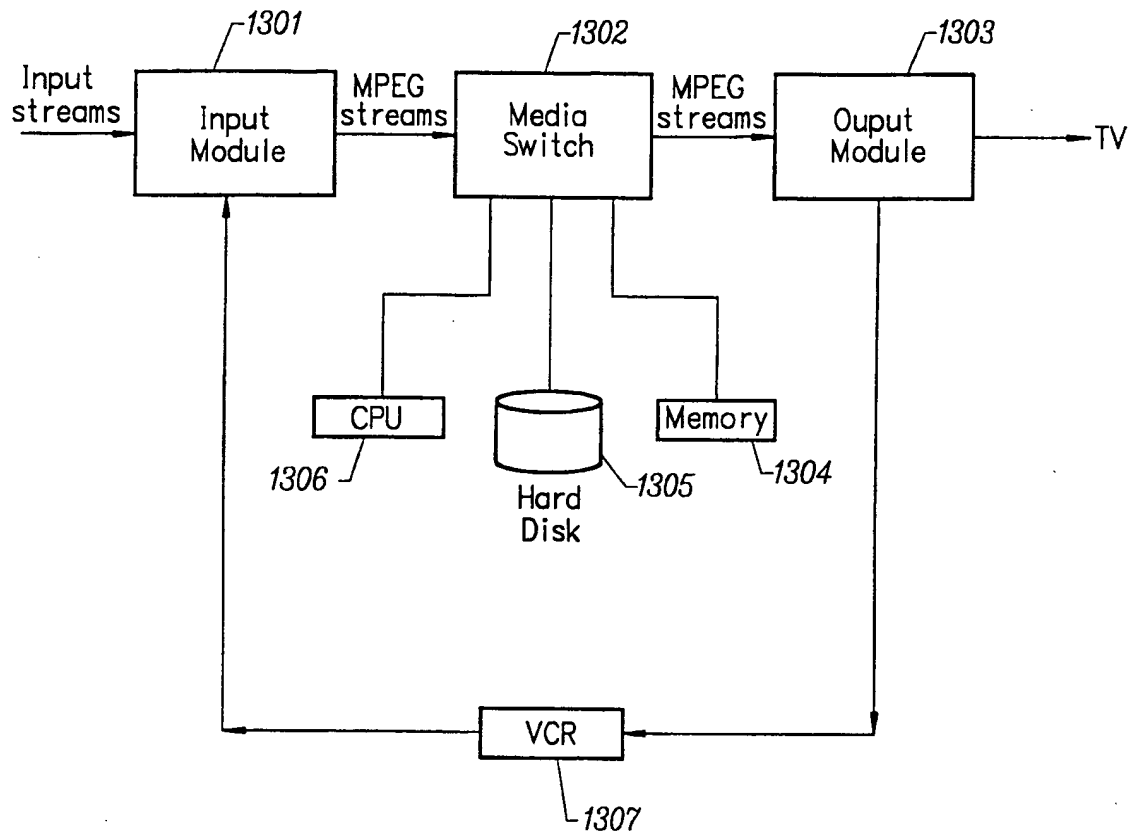 1301
1302
1303
Input
streams
Input
Module
MPEG
streams
Media
Switch
MPEG
streams
Ouput
Module
TV
CPU
1306
Hard
Disk
1305
Memory
1304
VCR
1307